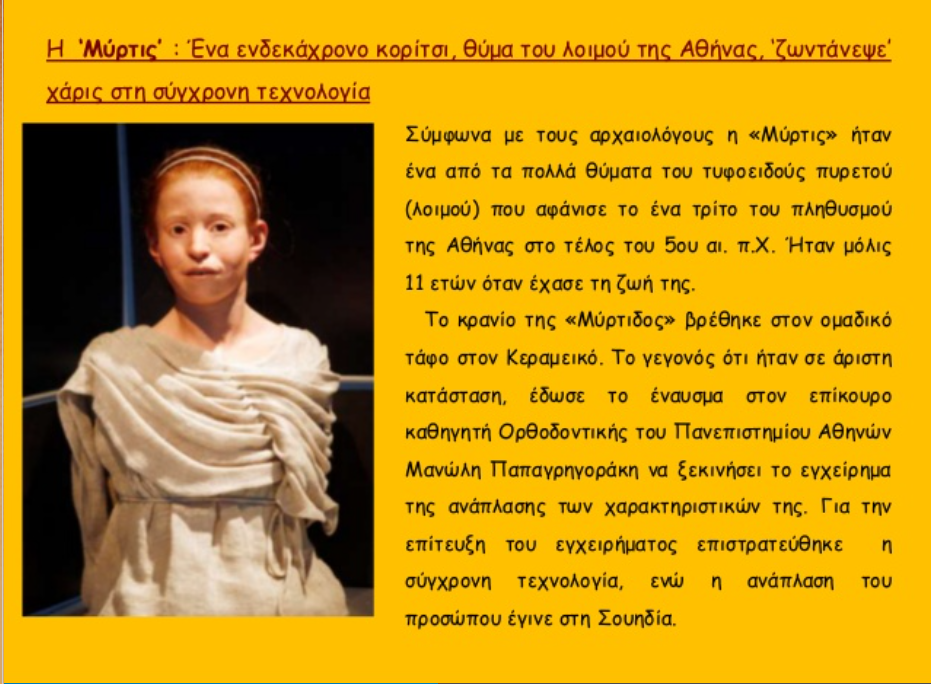 Η 'Μύρτις' : Ένα ενδεκάχρονο κορίτσι, θύμα του λοιμού της Αθήνας, 'ζωντάνεψε'
χάρις στη σύγχρονη τεχνολογία
Σύμφωνα με τους αρχαιολόγους η «Μύρτις» ήταν
ένα από τα πολλά θύματα του τυφοειδούς πυρετού
(λοιμού) που αφάνισε το ένα τρίτο του πληθυσμού
της Αθήνας στο τέλος του 5ου αι. π.Χ. Ήταν μόλις
11 ετών όταν έχασε τη ζωή της.
Το κρανίο της «Μύρτιδος» βρέθηκε στον ομαδικό
τάφο στον Κεραμεικό. Το γεγονός ότι ήταν σε άριστη
κατάσταση, έδωσε το έναυσμα στον επίκουρο
καθηγητή Ορθοδοντικής του Πανεπιστημίου Αθηνών
Μανώλη Παπαγρηγοράκη να ξεκινήσει το εγχείρημα
της ανάπλασης των χαρακτηριστικών της. Για την
επίτευξη του εγχειρήματος επιστρατεύθηκε η
σύγχρονη τεχνολογία, ενώ η ανάπλαση του
προσώπου έγινε στη Σουηδία.